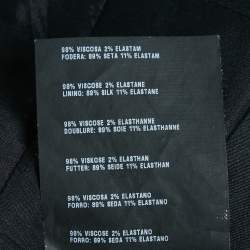 98% VISCOSA 2% ELASTAM
FODERA: 89% SETA 11% ELASTAM
98% VISCOSE 2% ELASTANE
LINING: 89% SILK 11% ELASTANE
98% VISCOSE 2% ELASTHANNE
DOUBLURE: 89% SOIE 11% ELASTHANNE
98% VISKOSE 2% ELASTHAN
FUTTER: 89% SEIDE 11% ELASTHAN
98% VISCOSA 2% ELASTANO
FORRO: 89% SEDA 11% ELASTANO
98% VISCOSE 2% ELASTANO
FORRO: 89% SEDA 11% ELASTANO